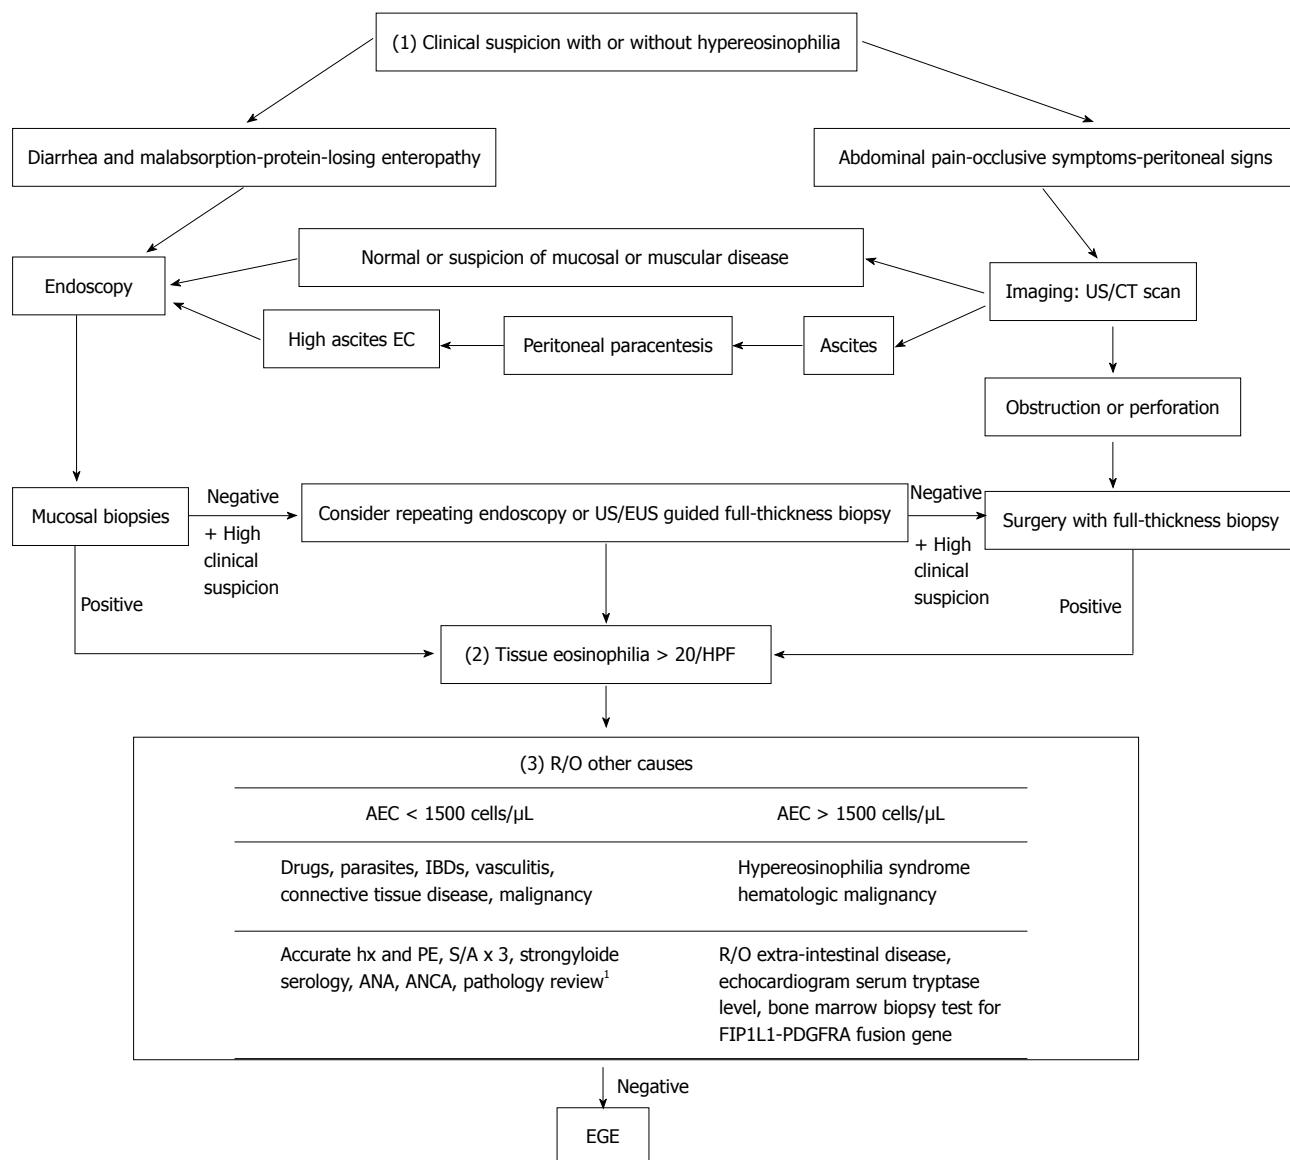 (1) Clinical suspicion with or without hypereosinophilia
Diarrhea and malabsorption-protein-losing enteropathy
Abdominal pain-occlusive symptoms-peritoneal signs
Normal or suspicion of mucosal or muscular disease
Endoscopy
Imaging: US/CT scan
High ascites EC
Peritoneal paracentesis
Ascites
Obstruction or perforation
Mucosal biopsies
Negative
+ High
clinical
suspicion
Consider repeating endoscopy or US/EUS guided full-thickness biopsy
Negative
+ High
clinical
suspicion
Surgery with full-thickness biopsy
Positive
Positive
(2) Tissue eosinophilia > 20/HPF
(3) R/O other causes
AEC < 1500 cells/μL
AEC > 1500 cells/μL
Drugs, parasites, IBDs, vasculitis,
connective tissue disease, malignancy
Hypereosinophilia syndrome
hematologic malignancy
Accurate hx and PE, S/A x 3, strongyloide
serology, ANA, ANCA, pathology review¹
R/O extra-intestinal disease,
echocardiogram serum tryptase
level, bone marrow biopsy test for
FIP1L1-PDGFRA fusion gene
Negative
EGE